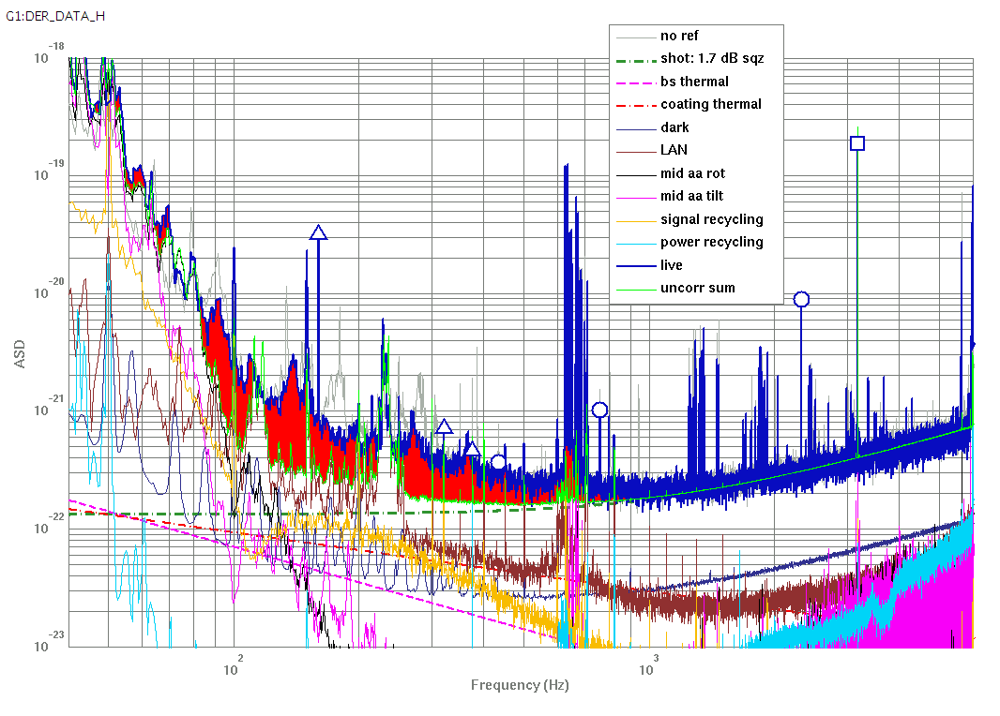 G1:DER_DATA_H
no ref
shot: 1.7 dB sqz
bs thermal
coating thermal
dark
LAN
mid aa rot
mid aa tilt
signal recycling
power recycling
live
uncorr sum
10 -18
10 -19
10 -20
10 -21
10 -22
10 -23
ASD
10 2
10 3
Frequency (Hz)